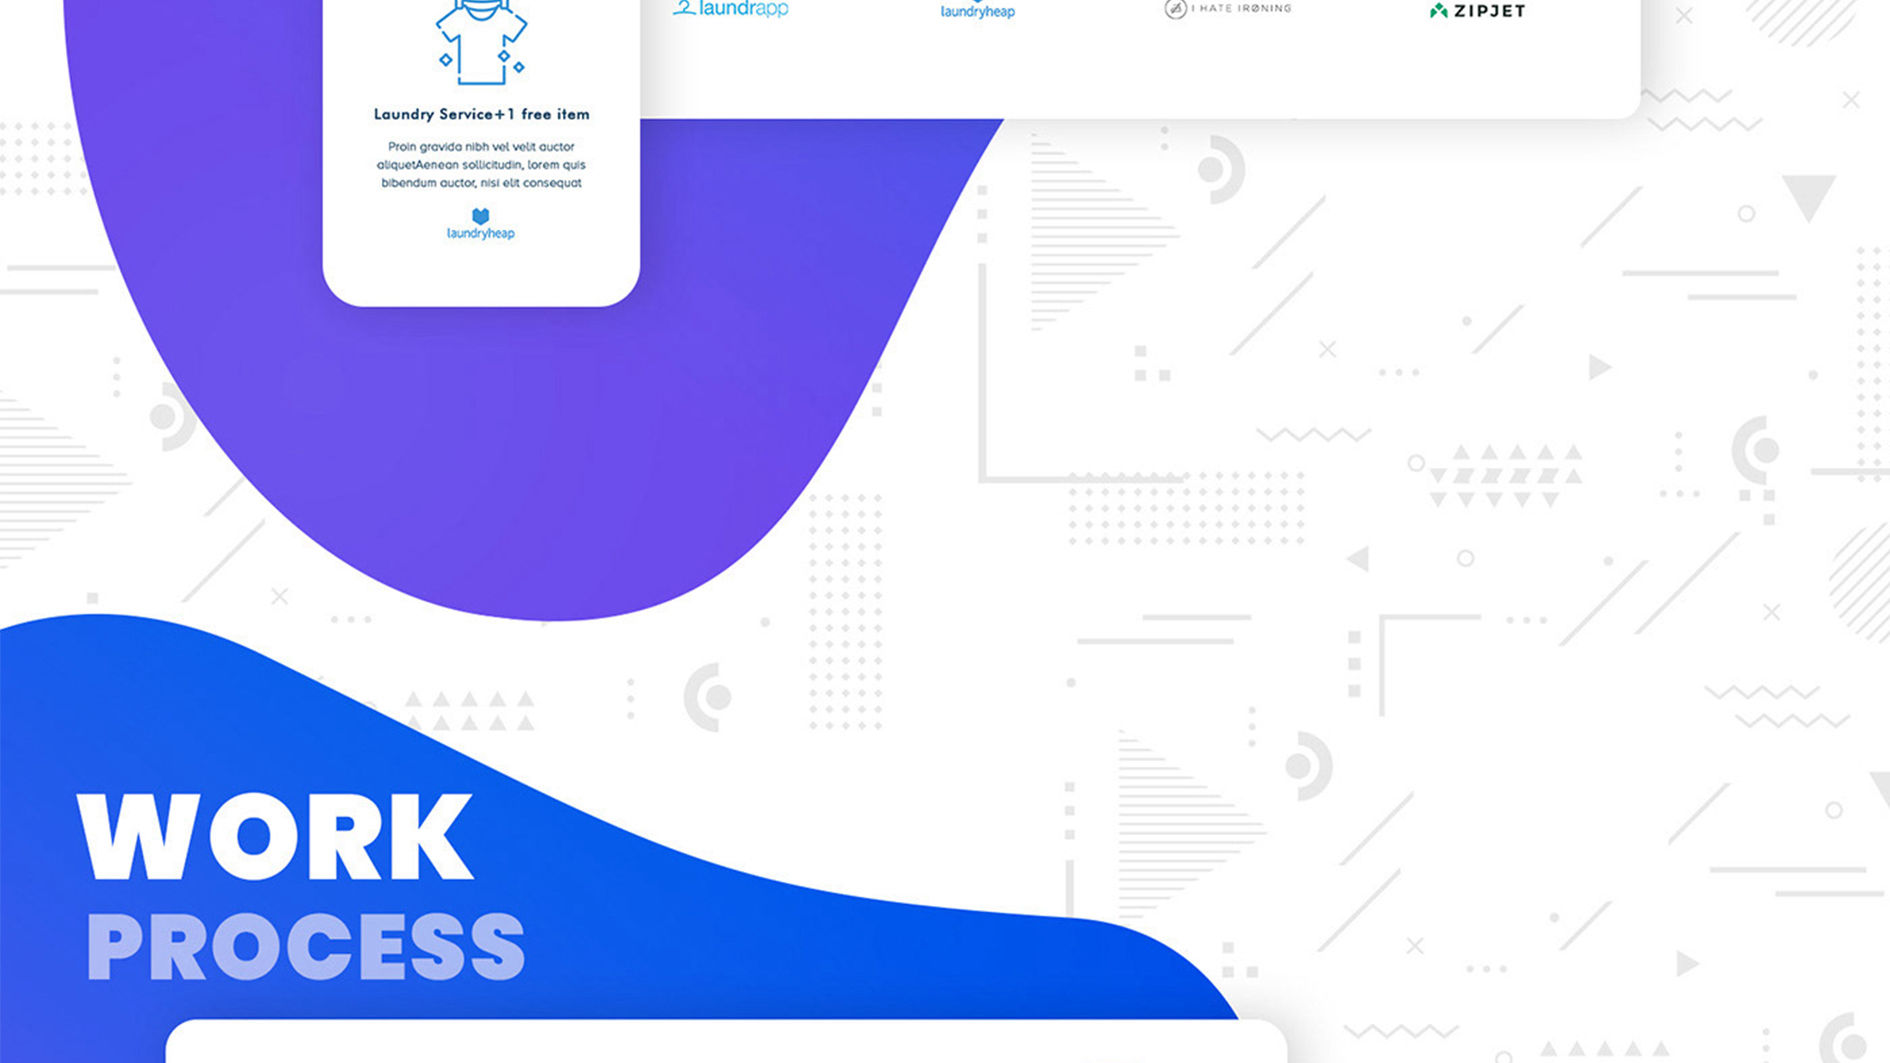 laundrapp
laundryheap
I HATE IRØNING
ZIPJET
Laundry Service+1 free item
Proin gravida nibh vel velit auctor
aliquetAenean sollicitudin, lorem quis
bibendum auctor, nisi elit consequat
laundryheap
WORK
PROCESS